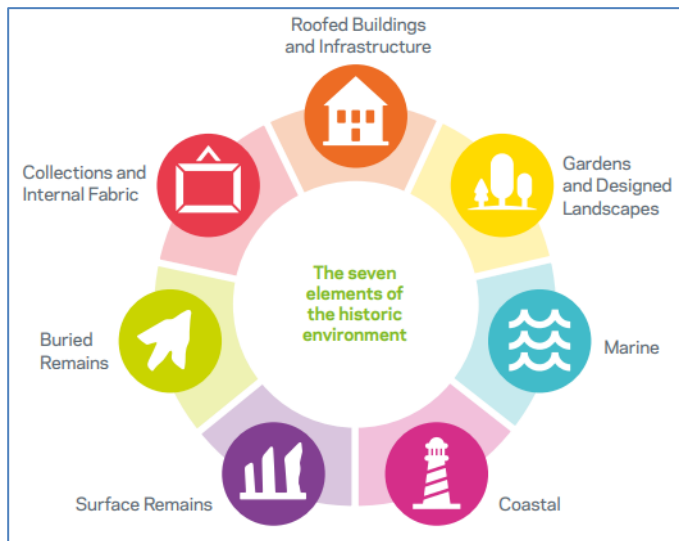 Roofed Buildings
and Infrastructure
Gardens
and Designed
Landscapes
Marine
Coastal
Surface Remains
Buried
Remains
Collections and
Internal Fabric
The seven
elements of
the historic
environment